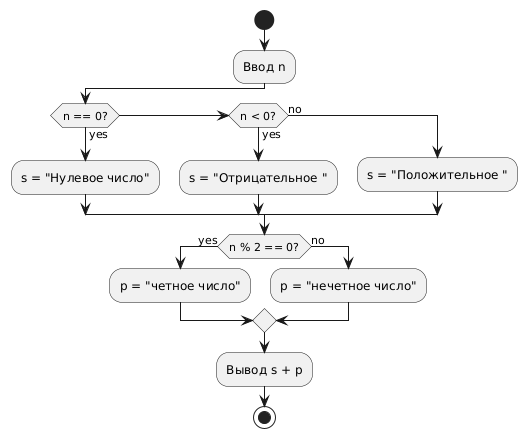 Ввод n
n == 0?
yes
n < 0?
yes
no
s = "Нулевое число"
s = "Отрицательное "
s = "Положительное "
yes
n % 2 == 0?
no
p = "четное число"
p = "нечетное число"
Вывод s + p